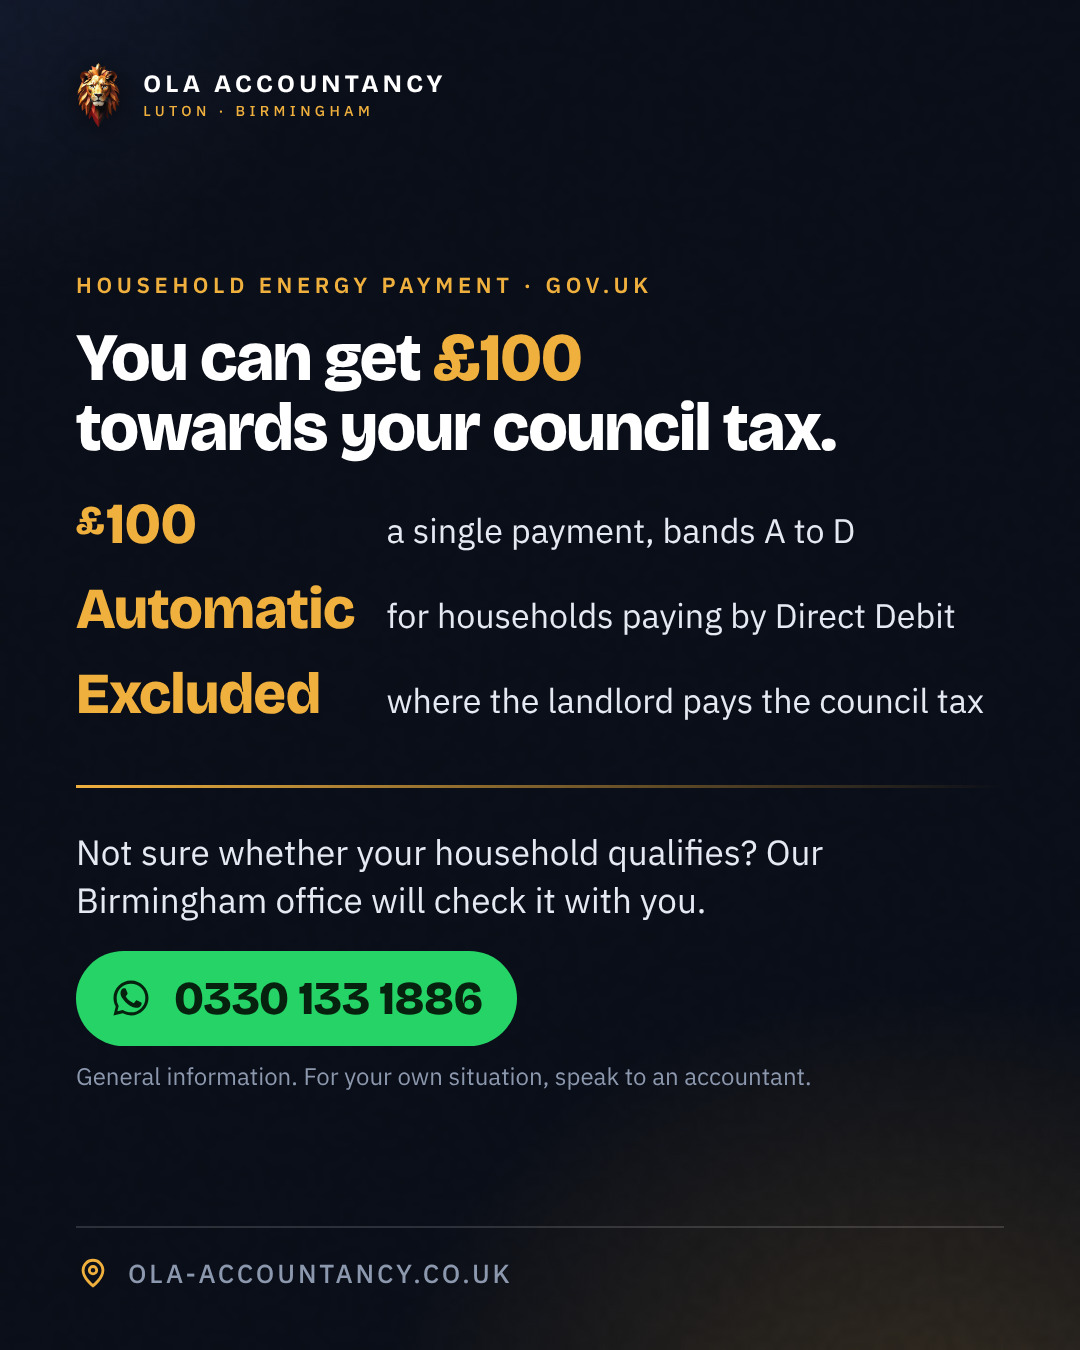 OLA ACCOUNTANCY
LUTON · BIRMINGHAM
HOUSEHOLD ENERGY PAYMENT · GOV.UK
You can get £100
towards your council tax.
£100 a single payment, bands A to D
Automatic for households paying by Direct Debit
Excluded where the landlord pays the council tax
Not sure whether your household qualifies? Our
Birmingham office will check it with you.
0330 133 1886
General information. For your own situation, speak to an accountant.
OLA-ACCOUNTANCY.CO.UK